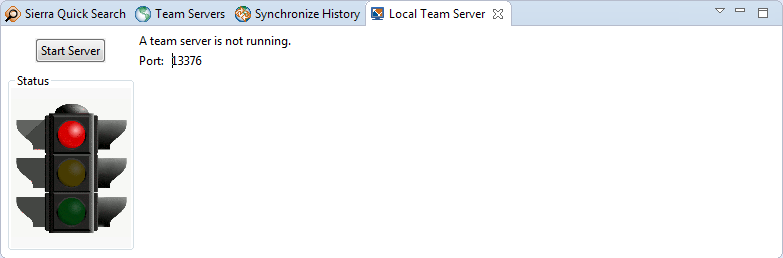 Sierra Quick Search Team Servers Synchronize History Local Team Server
Start Server
A team server is not running.
Port: 13376
Status